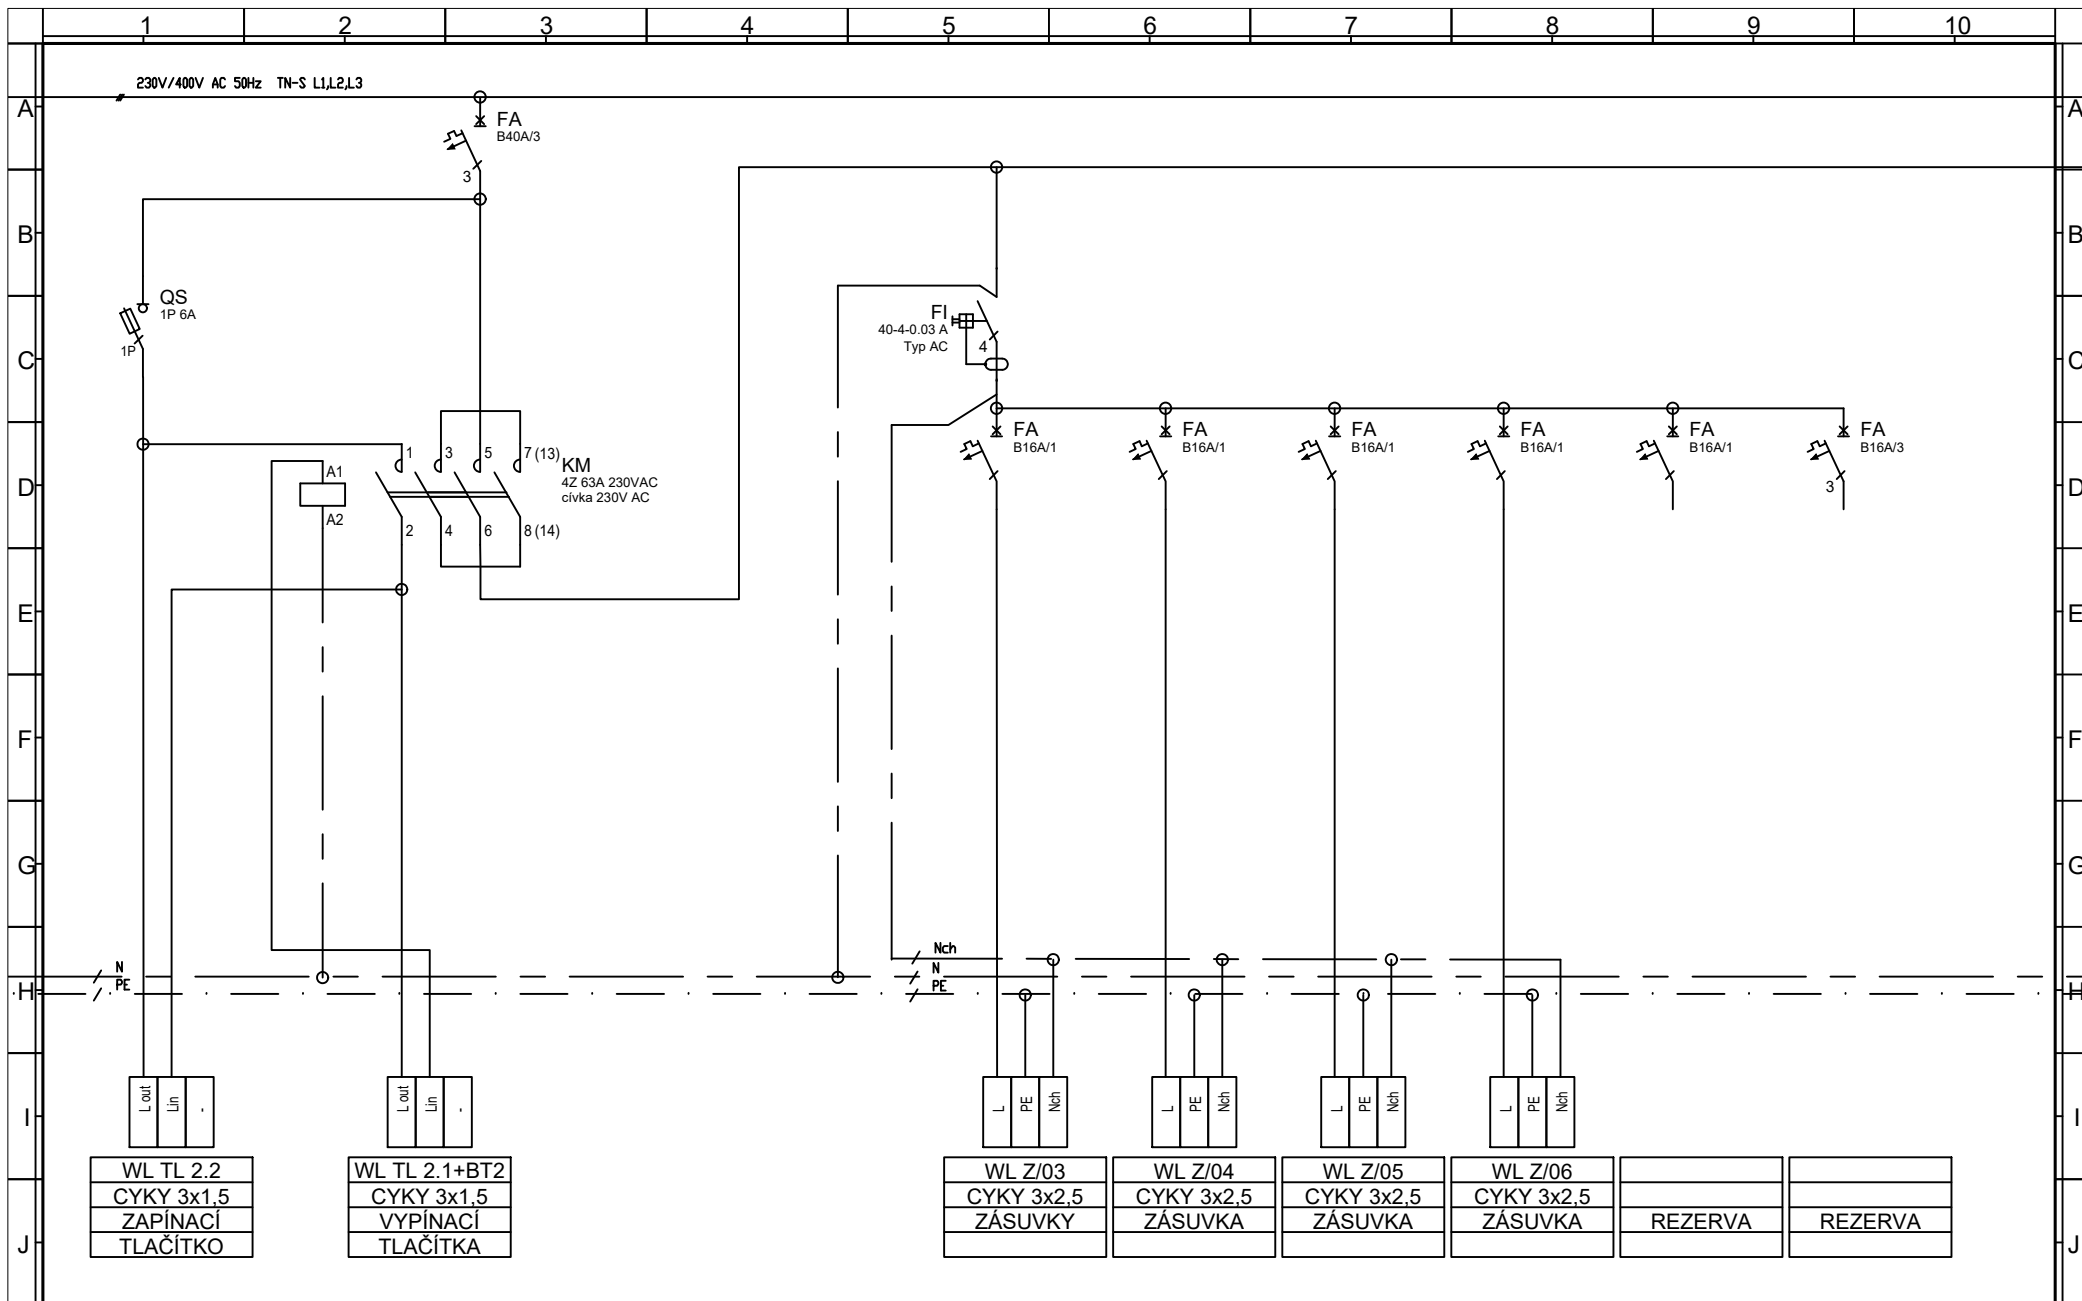 1 2 3 4 5 6 7 8 9 10
230V/400V AC 50Hz TN-S L1,L2,L3
A A
FA
B40A/3
3
B B
QS
1P 6A
1P
FI
40-4-0.03 A
Typ AC
4
C C
FA FA FA FA FA FA
B16A/1 B16A/1 B16A/1 B16A/1 B16A/1 B16A/3
3
1 3 5 7 (13)
KM
4Z 63A 230VAC
cívka 230V AC
A1
A2
2 4 6 8 (14)
D D
E E
F F
G G
Nch
N N
PE PE
H H
L out Lin - L out Lin - L PE Nch L PE Nch L PE Nch L PE Nch
I I
WL TL 2.2 WL TL 2.1+BT2 WL Z/03 WL Z/04 WL Z/05 WL Z/06
CYKY 3x1,5 CYKY 3x1,5 CYKY 3x2,5 CYKY 3x2,5 CYKY 3x2,5 CYKY 3x2,5
ZAPÍNACÍ VYPÍNACÍ ZÁSUVKY ZÁSUVKA ZÁSUVKA ZÁSUVKA REZERVA REZERVA
TLAČÍTKO TLAČÍTKA
J J